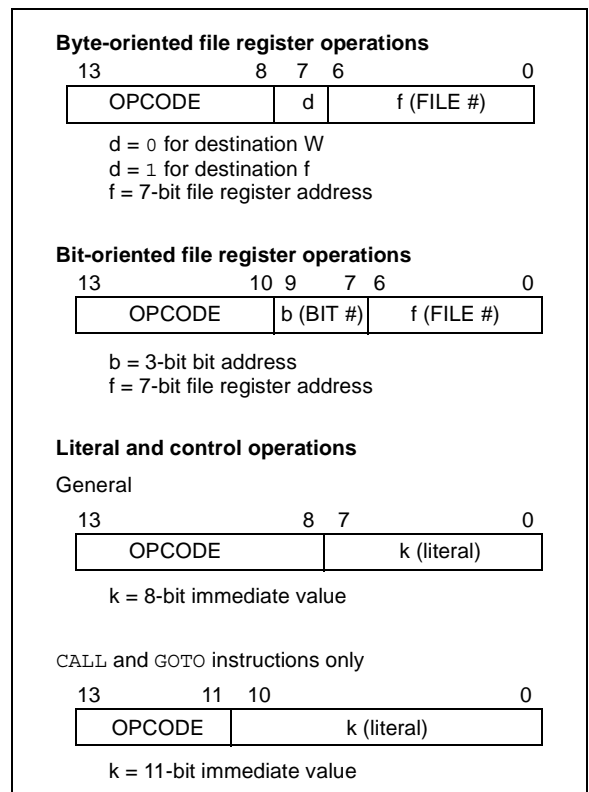 Byte-oriented file register operations
13 8 7 6 0
OPCODE d f (FILE #)
d = 0 for destination W
d = 1 for destination f
f = 7-bit file register address
Bit-oriented file register operations
13 10 9 7 6 0
OPCODE b (BIT #) f (FILE #)
b = 3-bit bit address
f = 7-bit file register address
Literal and control operations
General
13 8 7 0
OPCODE k (literal)
k = 8-bit immediate value
CALL and GOTO instructions only
13 11 10 0
OPCODE k (literal)
k = 11-bit immediate value